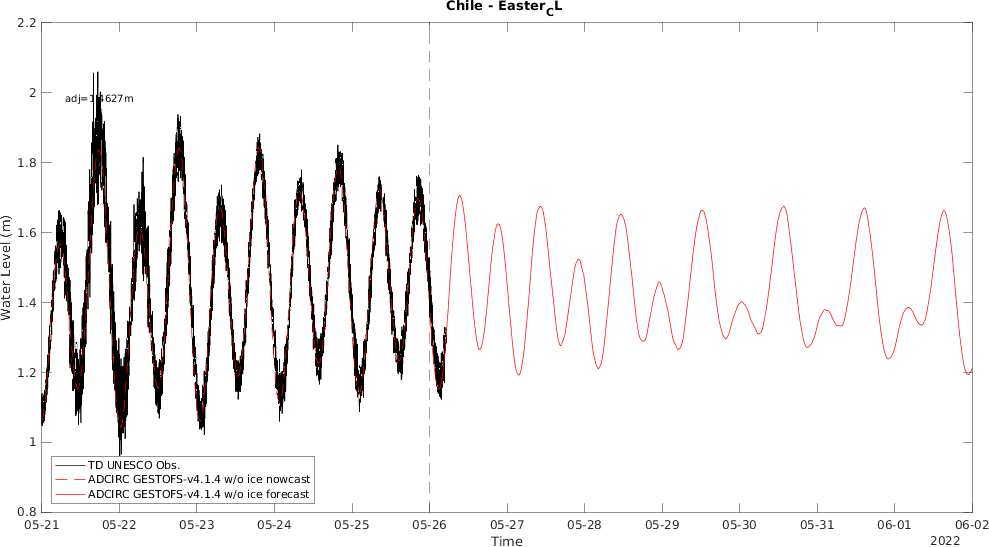 Chile - Easter_CL
2.2
2
adj=1.4627m
1.8
1.6
Water Level (m)
1.4
1.2
1
TD UNESCO Obs.
ADCIRC GESTOFS-v4.1.4 w/o ice nowcast
ADCIRC GESTOFS-v4.1.4 w/o ice forecast
0.8
05-21 05-22 05-23 05-24 05-25 05-26 05-27 05-28 05-29 05-30 05-31 06-01 06-02
Time
2022